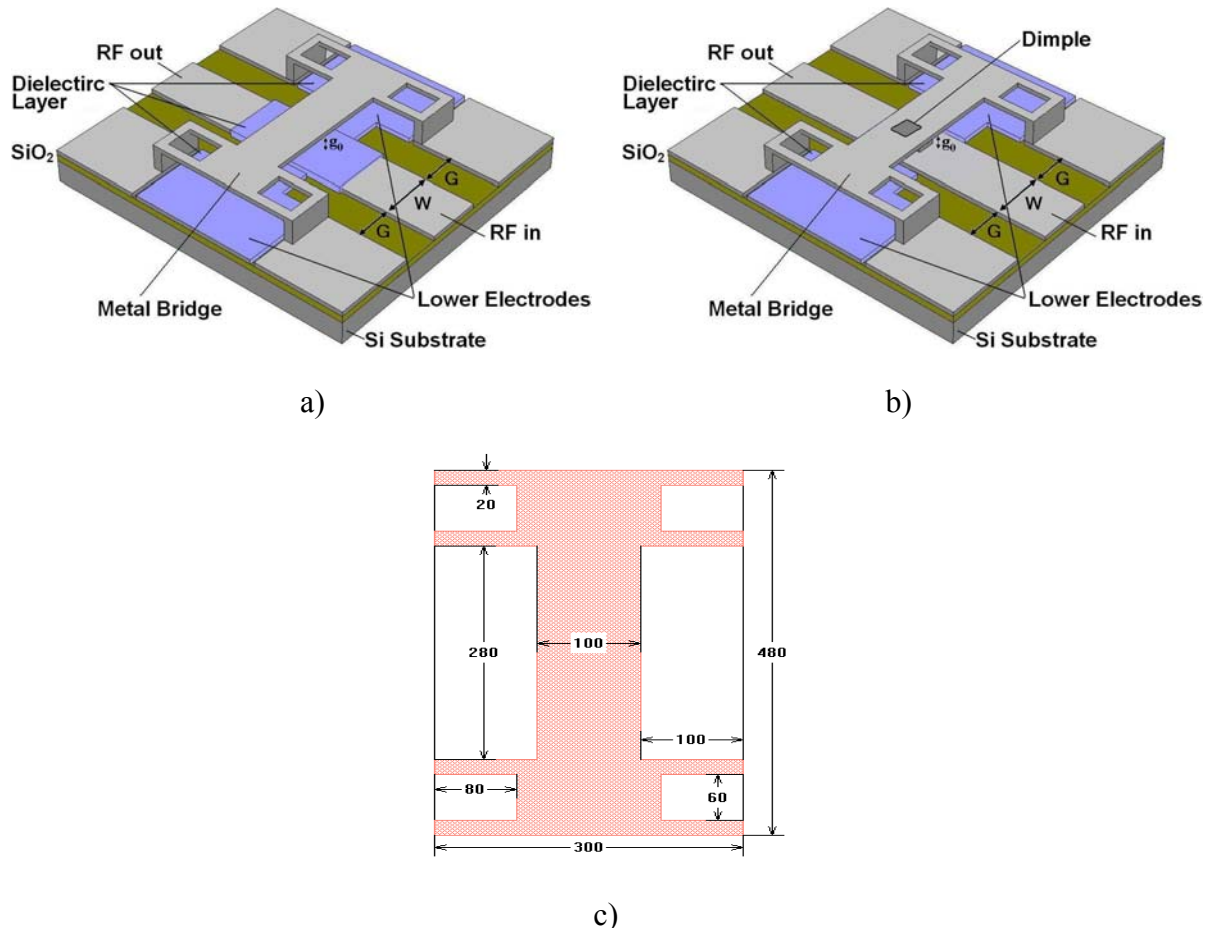 RF out
Dielectirc
Layer
SiO2
g0
G
W
G
RF in
Lower Electrodes
Metal Bridge
Si Substrate
a)
Dimple
RF out
Dielectirc
Layer
SiO2
g0
G
W
G
RF in
Lower Electrodes
Metal Bridge
Si Substrate
b)
20
280
100
480
100
80
60
300
c)